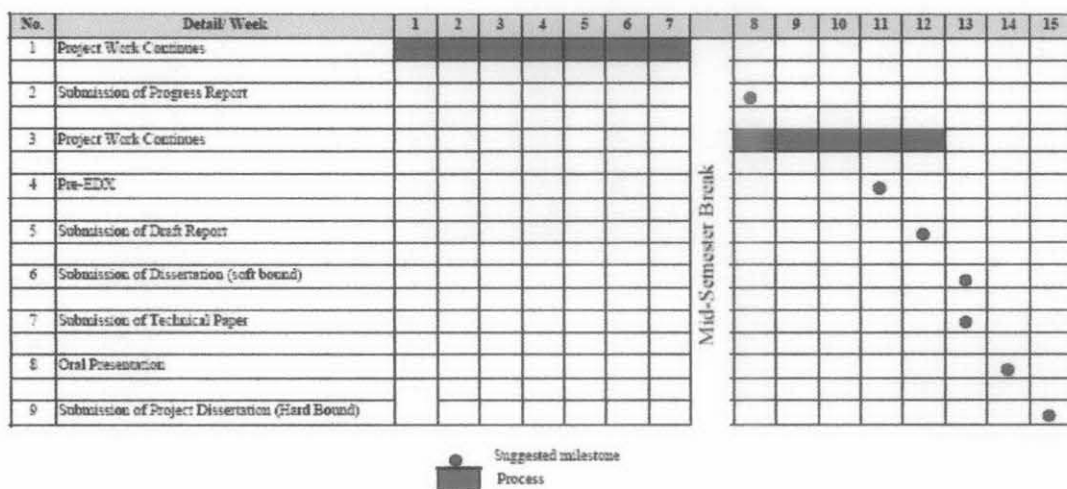 No. Detail/ Week 1 2 3 4 5 6 7 8 9 10 11 12 13 14 15
1 Project Work Continues
2 Submission of Progress Report
3 Project Work Continues
4 Pre-EDX
5 Submission of Draft Report
6 Submission of Dissertation (soft bound)
7 Submission of Technical Paper
8 Oral Presentation
9 Submission of Project Dissertation (Hard Bound)
Mid-Semester Break
Suggested milestone
Process